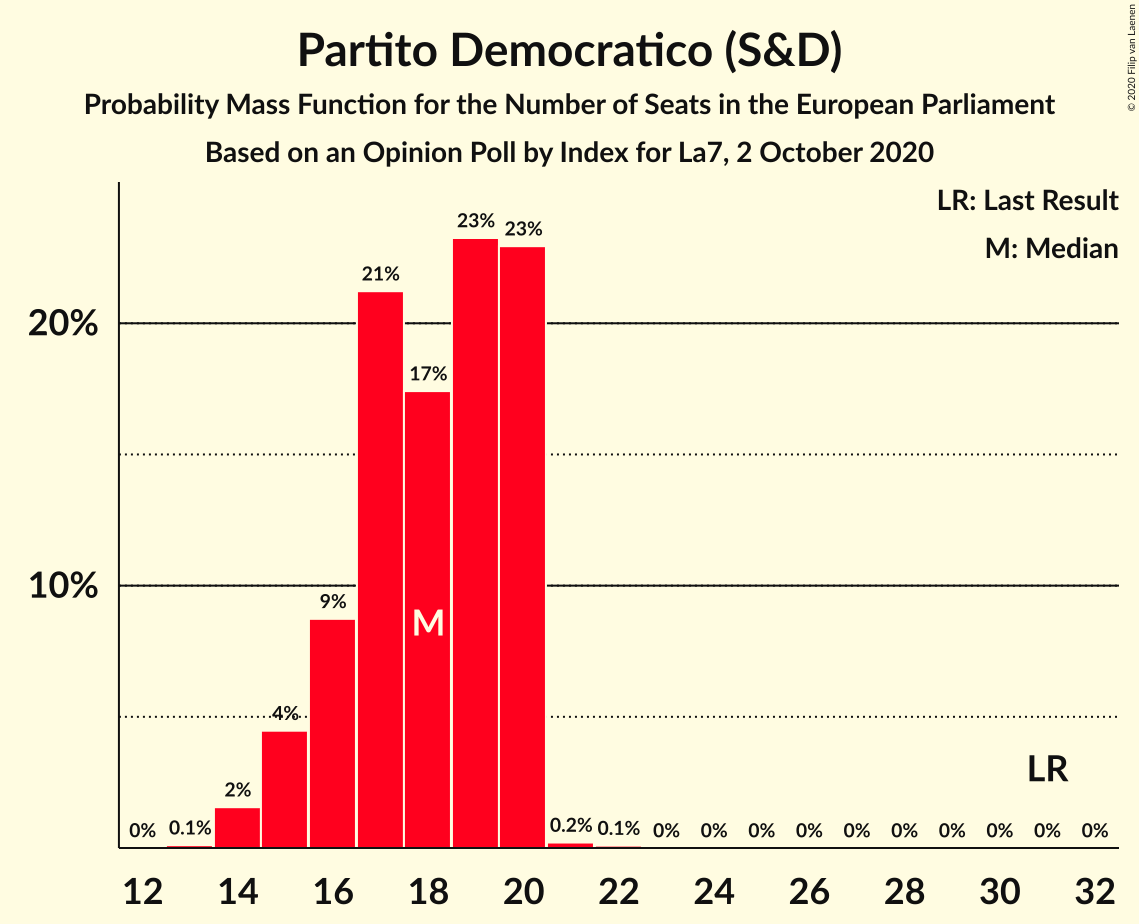 Partito Democratico (S&D)
Probability Mass Function for the Number of Seats in the European Parliament
Based on an Opinion Poll by Index for La7, 2 October 2020
© 2020 Filip van Laenen
LR: Last Result
M: Median
23% 23%
21%
20%
17%
10%
9%
M
4%
2%
LR
0% 0.1% 0.2% 0.1% 0% 0% 0% 0% 0% 0% 0% 0% 0% 0%
12 14 16 18 20 22 24 26 28 30 32